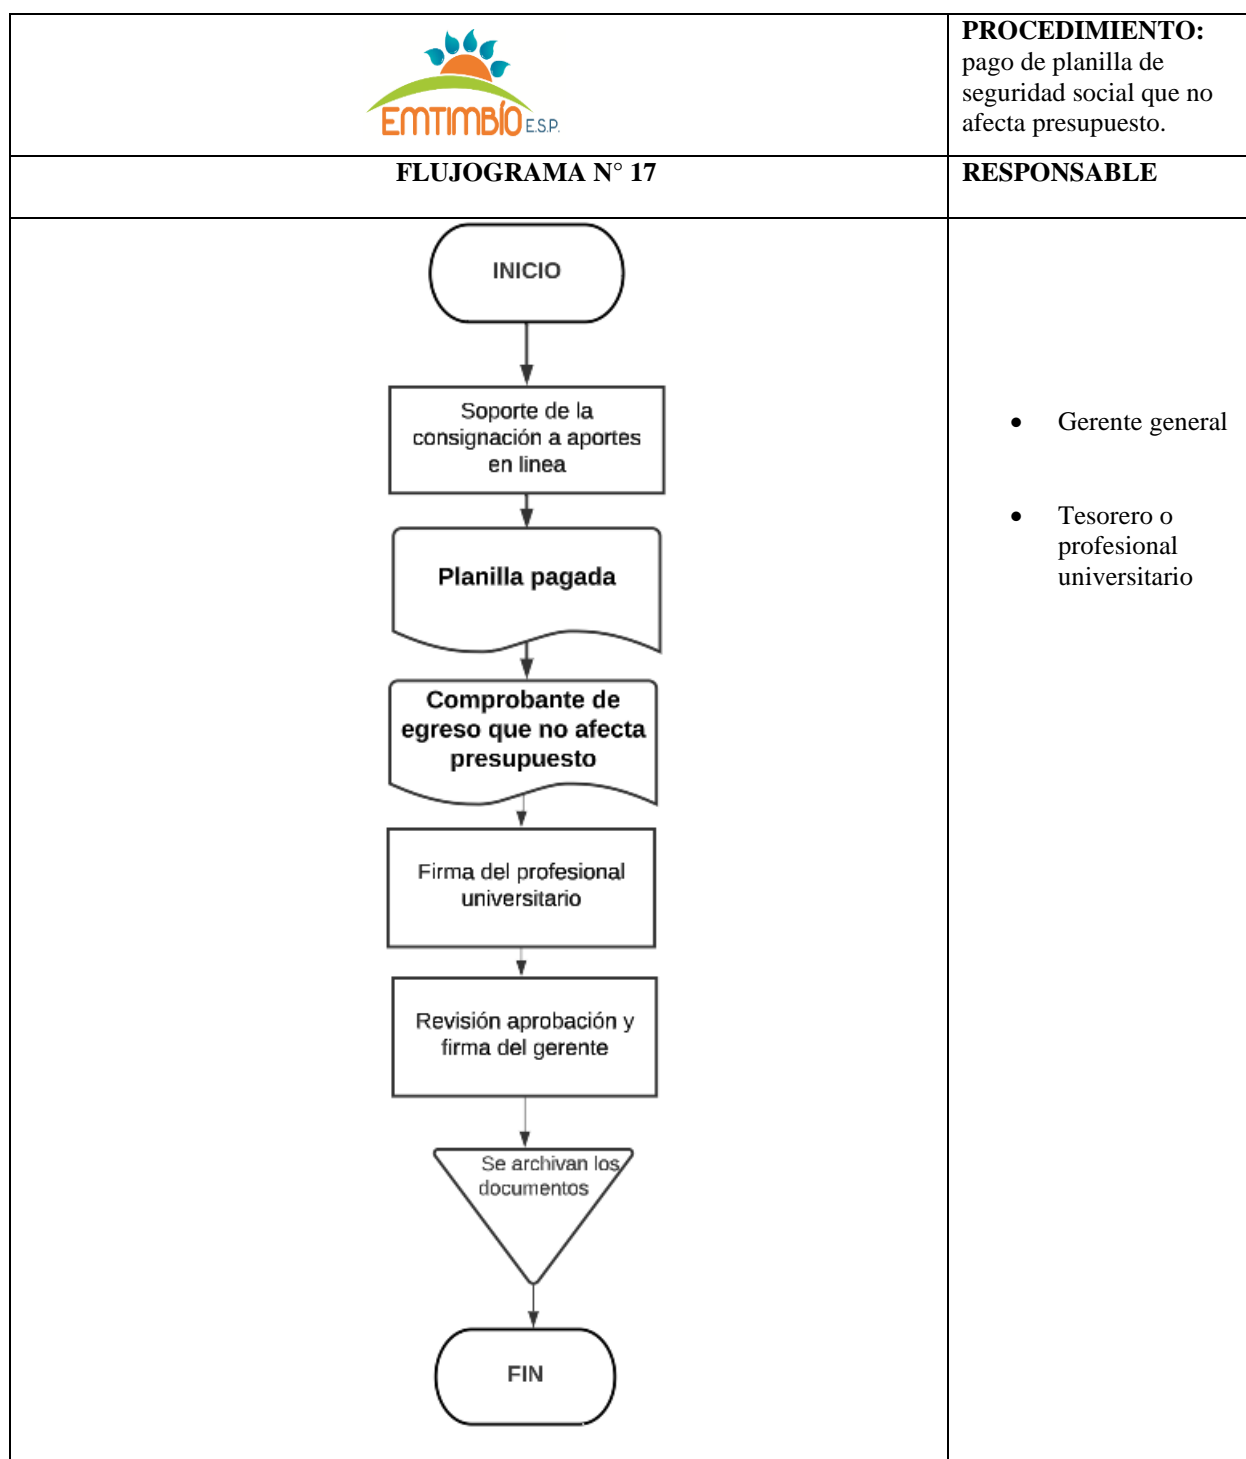 EMTIMBÍO E.S.P.
PROCEDIMIENTO:
pago de planilla de
seguridad social que no
afecta presupuesto.
FLUJOGRAMA N° 17
RESPONSABLE
INICIO
Soporte de la
consignación a aportes
en linea
Planilla pagada
Comprobante de
egreso que no afecta
presupuesto
Firma del profesional
universitario
Revisión aprobación y
firma del gerente
Se archivan los
documentos
FIN
• Gerente general
• Tesorero o
profesional
universitario